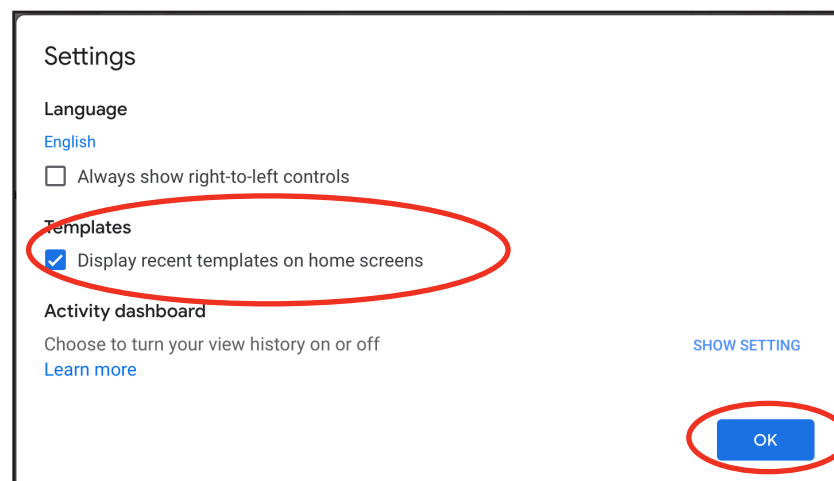 Settings
Language
English
Always show right-to-left controls
Templates
Display recent templates on home screens
Activity dashboard
Choose to turn your view history on or off
SHOW SETTING
Learn more
OK